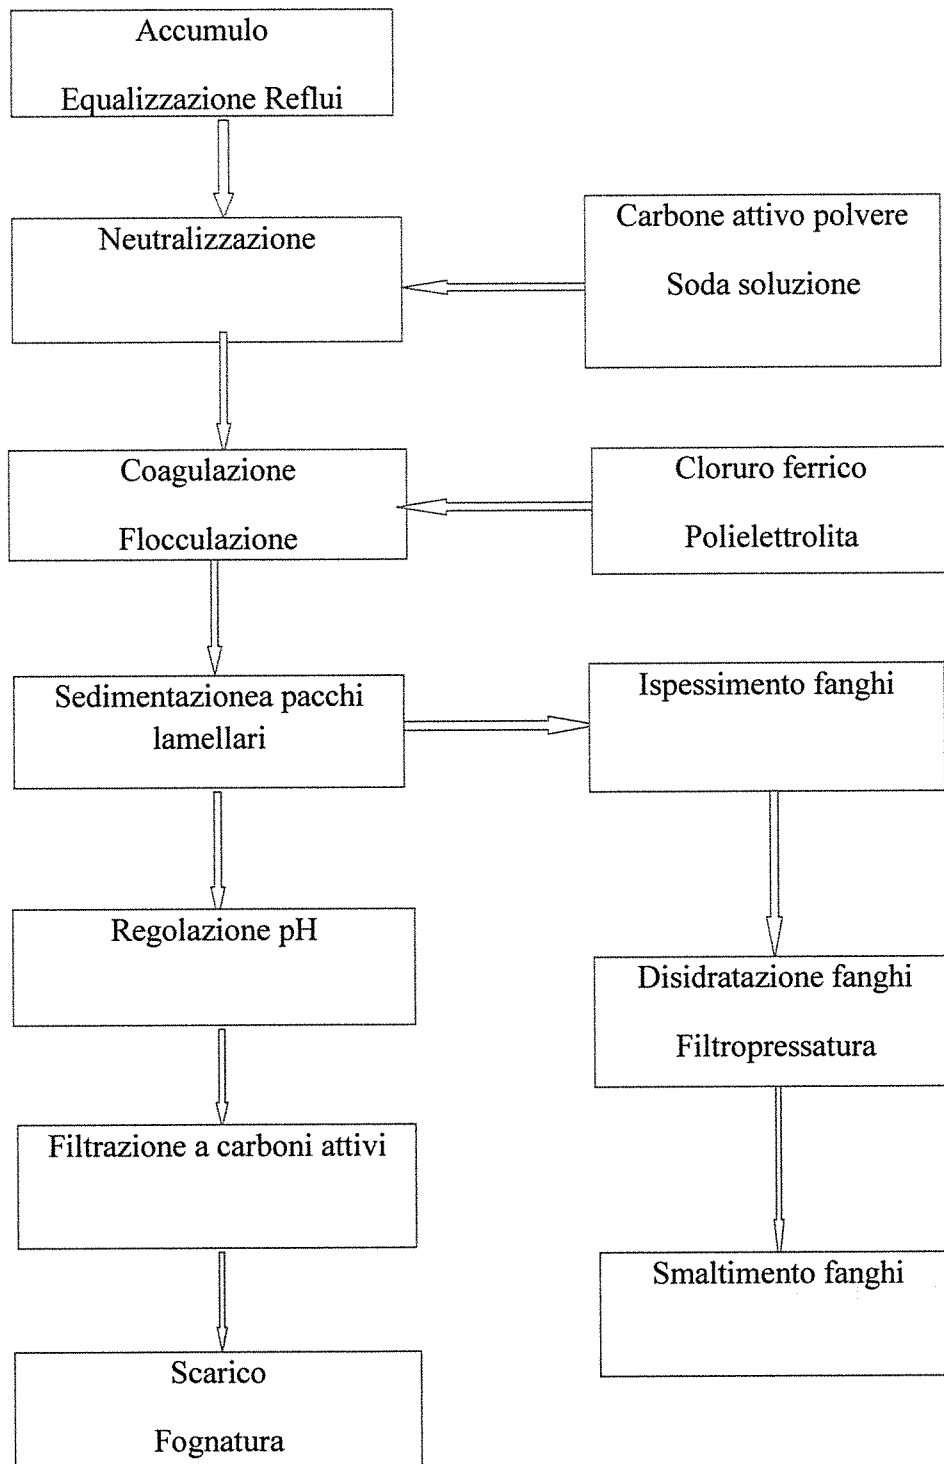 Accumulo
Equalizzazione Reflui
Neutralizzazione
Carbone attivo polvere
Soda soluzione
Coagulazione
Flocculazione
Cloruro ferrico
Polielettrolita
Sedimentazionea pacchi
lamellari
Ispessimento fanghi
Regolazione pH
Disidratazione fanghi
Filtropressatura
Filtrazione a carboni attivi
Smaltimento fanghi
Scarico
Fognatura